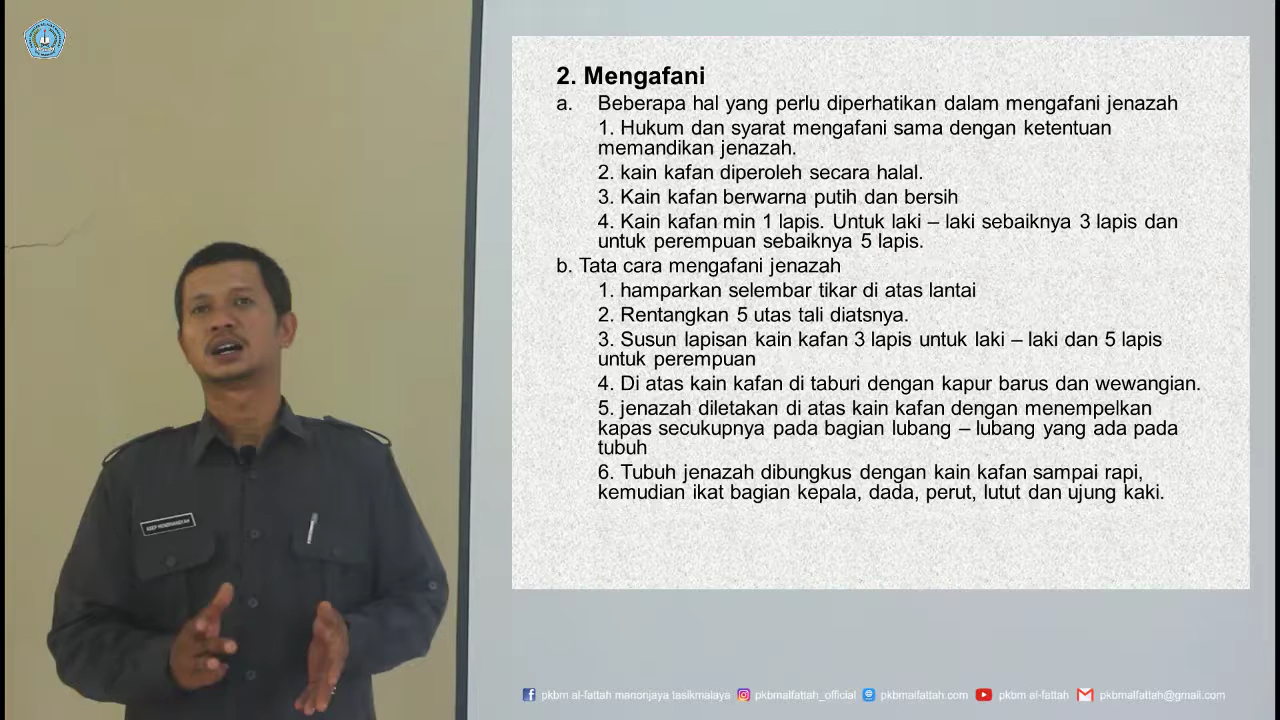 2. Mengafani
a. Beberapa hal yang perlu diperhatikan dalam mengafani jenazah
1. Hukum dan syarat mengafani sama dengan ketentuan
memandikan jenazah.
2. kain kafan diperoleh secara halal.
3. Kain kafan berwarna putih dan bersih
4. Kain kafan min 1 lapis. Untuk laki – laki sebaiknya 3 lapis dan
untuk perempuan sebaiknya 5 lapis.
b. Tata cara mengafani jenazah
1. hamparkan selembar tikar di atas lantai
2. Rentangkan 5 utas tali diatsnya.
3. Susun lapisan kain kafan 3 lapis untuk laki – laki dan 5 lapis
untuk perempuan
4. Di atas kain kafan di taburi dengan kapur barus dan wewangian.
5. jenazah diletakan di atas kain kafan dengan menempelkan
kapas secukupnya pada bagian lubang – lubang yang ada pada
tubuh
6. Tubuh jenazah dibungkus dengan kain kafan sampai rapi,
kemudian ikat bagian kepala, dada, perut, lutut dan ujung kaki.
ASEP
pkbm al-fattah manonjaya tasikmalaya pkbmalfattah_official pkbmalfattah.com pkbm al-fattah pkbmalfattah@gmail.com